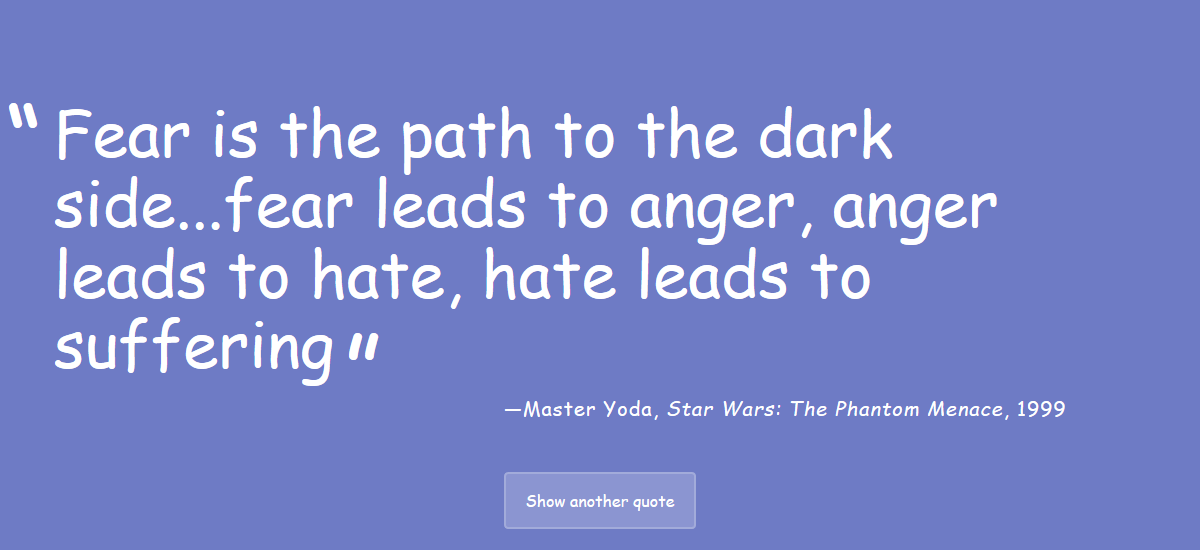 “Fear is the path to the dark
side...fear leads to anger, anger
leads to hate, hate leads to
suffering”
—Master Yoda, Star Wars: The Phantom Menace, 1999
Show another quote